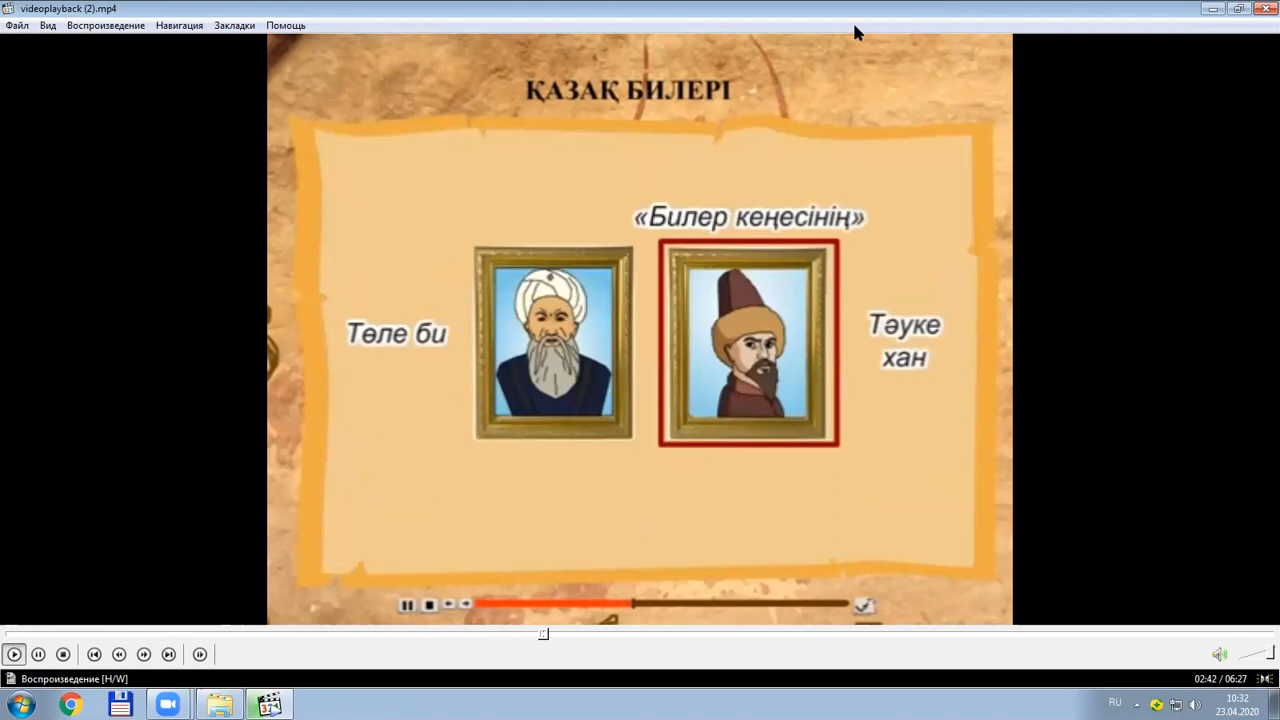 videoplayback (2).mp4
Файл Вид Воспроизведение Навигация Закладки Помощь
ҚАЗАҚ БИЛЕРІ
«Билер кеңесінің»
Төле би
Тәуке
хан
Воспроизведение [H/W]
02:42 / 06:27
RU
10:32
23.04.2020